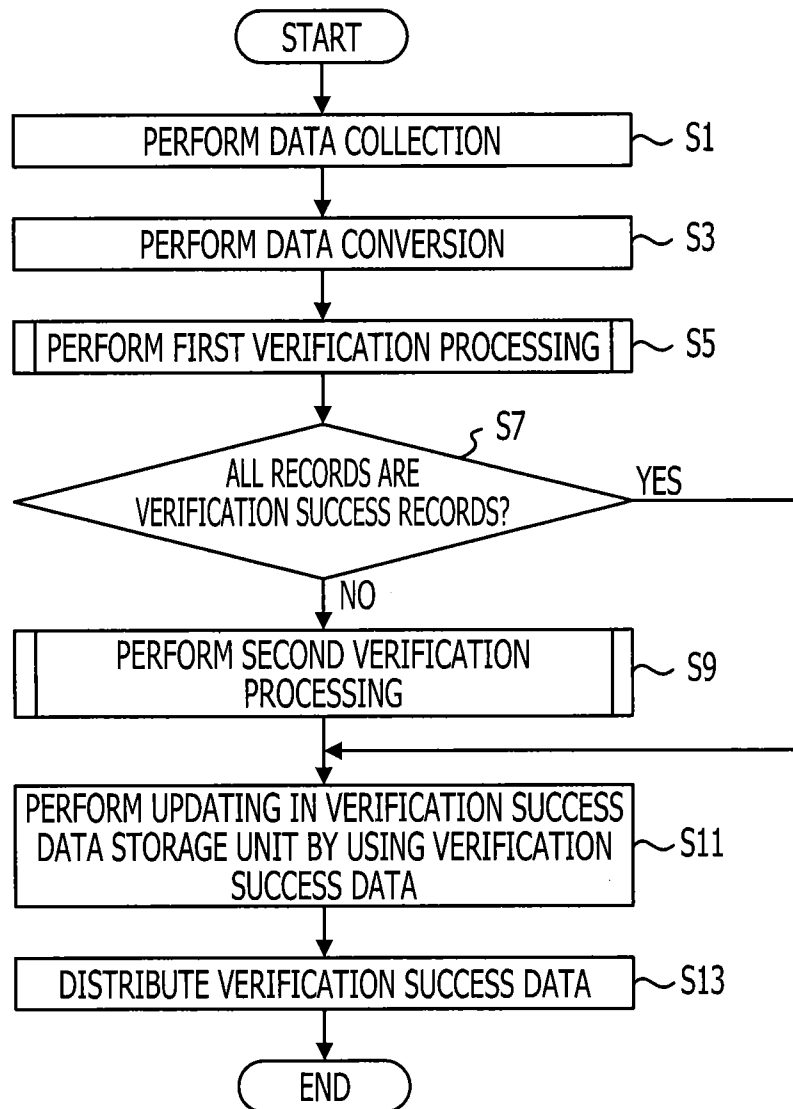 START
PERFORM DATA COLLECTION
S1
PERFORM DATA CONVERSION
S3
PERFORM FIRST VERIFICATION PROCESSING
S5
S7
ALL RECORDS ARE
VERIFICATION SUCCESS RECORDS?
YES
NO
PERFORM SECOND VERIFICATION
PROCESSING
S9
PERFORM UPDATING IN VERIFICATION SUCCESS
DATA STORAGE UNIT BY USING VERIFICATION
SUCCESS DATA
S11
DISTRIBUTE VERIFICATION SUCCESS DATA
S13
END